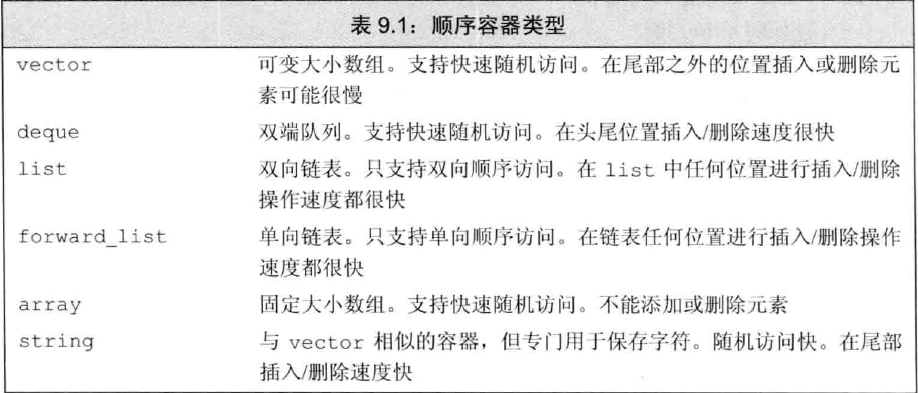 表 9.1：顺序容器类型
vector 可变大小数组。支持快速随机访问。在尾部之外的位置插入或删除元
素可能很慢
deque 双端队列。支持快速随机访问。在头尾位置插入/删除速度很快
list 双向链表。只支持双向顺序访问。在 list 中任何位置进行插入/删除
操作速度都很快
forward_list 单向链表。只支持单向顺序访问。在链表任何位置进行插入/删除操作
速度都很快
array 固定大小数组。支持快速随机访问。不能添加或删除元素
string 与 vector 相似的容器，但专门用于保存字符。随机访问快。在尾部
插入/删除速度快